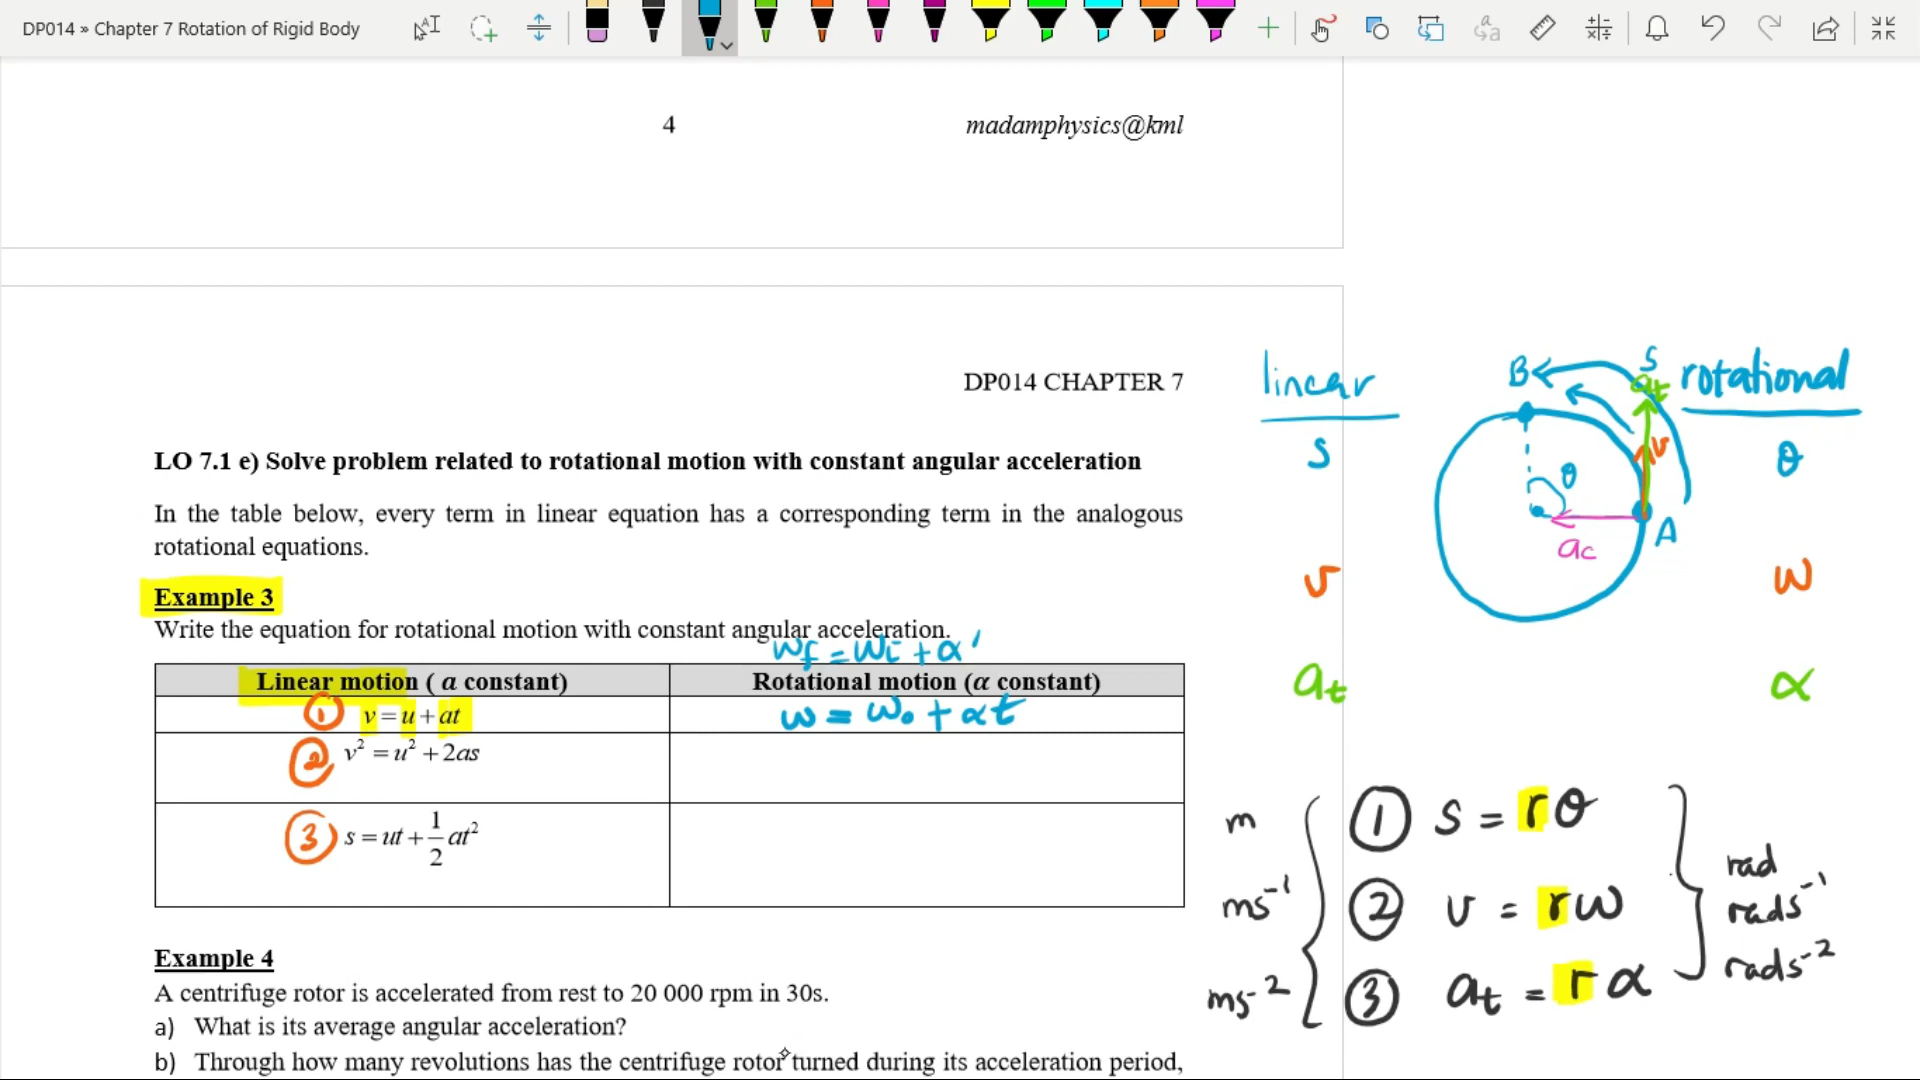 DP014 » Chapter 7 Rotation of Rigid Body
4
madamphysics@kml
DP014 CHAPTER 7
LO 7.1 e) Solve problem related to rotational motion with constant angular acceleration
In the table below, every term in linear equation has a corresponding term in the analogous
rotational equations.
Example 3
Write the equation for rotational motion with constant angular acceleration.
ωf = ωi + α
Linear motion ( a constant)
Rotational motion (α constant)
① v = u + at
ω = ω₀ + αt
② v² = u² + 2as
③ s = ut + 1/2 at²
Example 4
A centrifuge rotor is accelerated from rest to 20 000 rpm in 30s.
a) What is its average angular acceleration?
b) Through how many revolutions has the centrifuge rotor turned during its acceleration period,
linear
rotational
s
θ
v
ω
at
α
B
s
at
v
θ
A
ac
m
① s = rθ
rad
ms⁻¹
② v = rω
rads⁻¹
ms⁻²
③ at = rα
rads⁻²